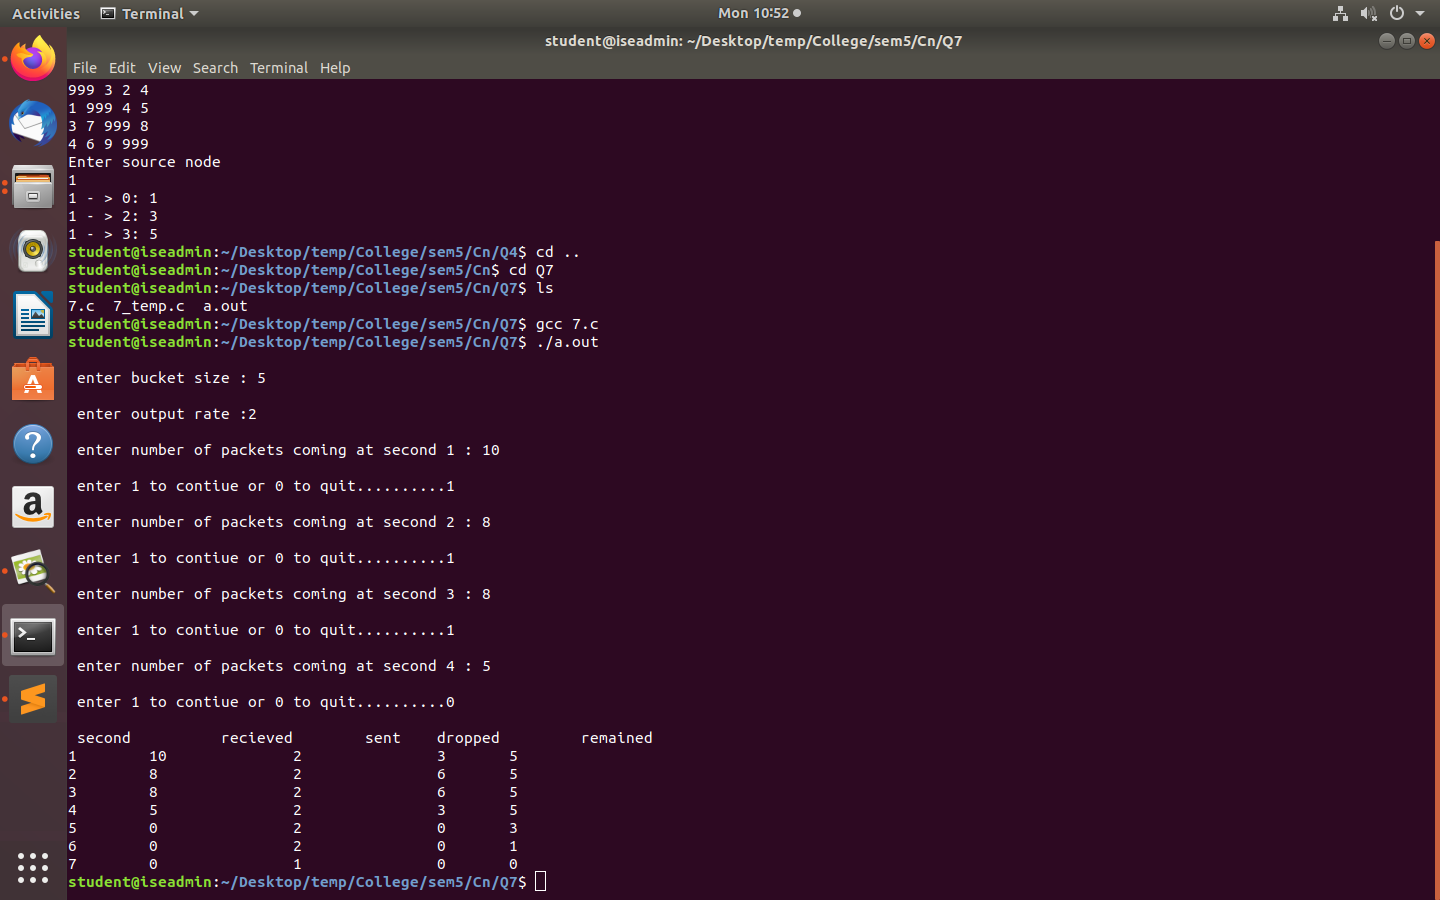 Activities Terminal Mon 10:52
student@iseadmin: ~/Desktop/temp/College/sem5/Cn/Q7
File Edit View Search Terminal Help
999 3 2 4
1 999 4 5
3 7 999 8
4 6 9 999
Enter source node
1
1 - > 0: 1
1 - > 2: 3
1 - > 3: 5
student@iseadmin:~/Desktop/temp/College/sem5/Cn/Q4$ cd ..
student@iseadmin:~/Desktop/temp/College/sem5/Cn$ cd Q7
student@iseadmin:~/Desktop/temp/College/sem5/Cn/Q7$ ls
7.c  7_temp.c  a.out
student@iseadmin:~/Desktop/temp/College/sem5/Cn/Q7$ gcc 7.c
student@iseadmin:~/Desktop/temp/College/sem5/Cn/Q7$ ./a.out
enter bucket size : 5
enter output rate :2
enter number of packets coming at second 1 : 10
enter 1 to contiue or 0 to quit..........1
enter number of packets coming at second 2 : 8
enter 1 to contiue or 0 to quit..........1
enter number of packets coming at second 3 : 8
enter 1 to contiue or 0 to quit..........1
enter number of packets coming at second 4 : 5
enter 1 to contiue or 0 to quit..........0
second recieved sent dropped remained
1 10 2 3 5
2 8 2 6 5
3 8 2 6 5
4 5 2 3 5
5 0 2 0 3
6 0 2 0 1
7 0 1 0 0
student@iseadmin:~/Desktop/temp/College/sem5/Cn/Q7$